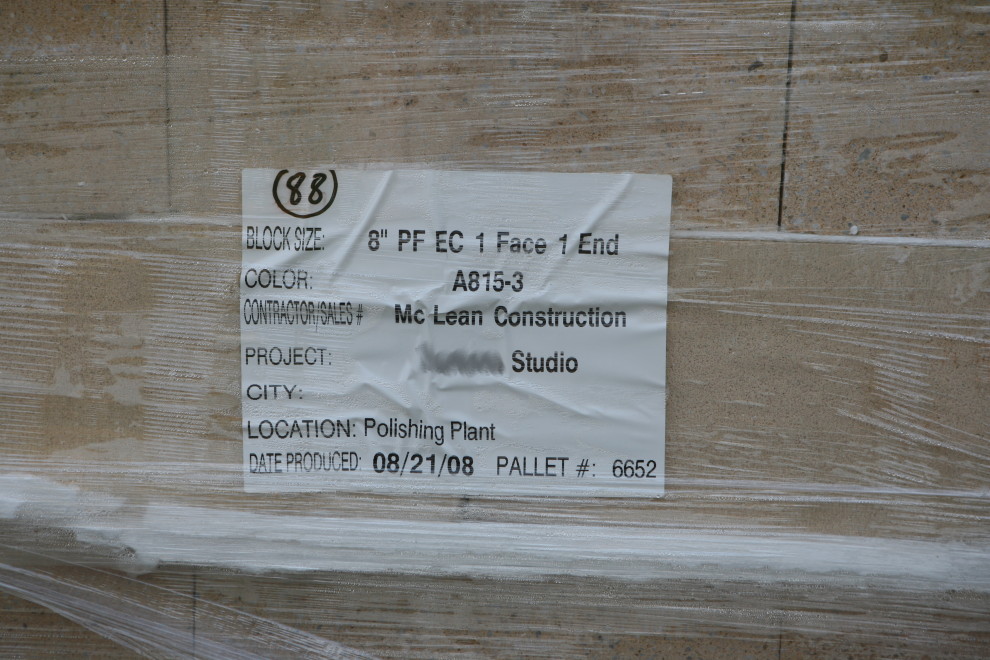 88
BLOCK SIZE: 8" PF EC 1 Face 1 End
COLOR: A815-3
CONTRACTOR/SALES # Mc Lean Construction
PROJECT: Studio
CITY:
LOCATION: Polishing Plant
DATE PRODUCED: 08/21/08 PALLET #: 6652